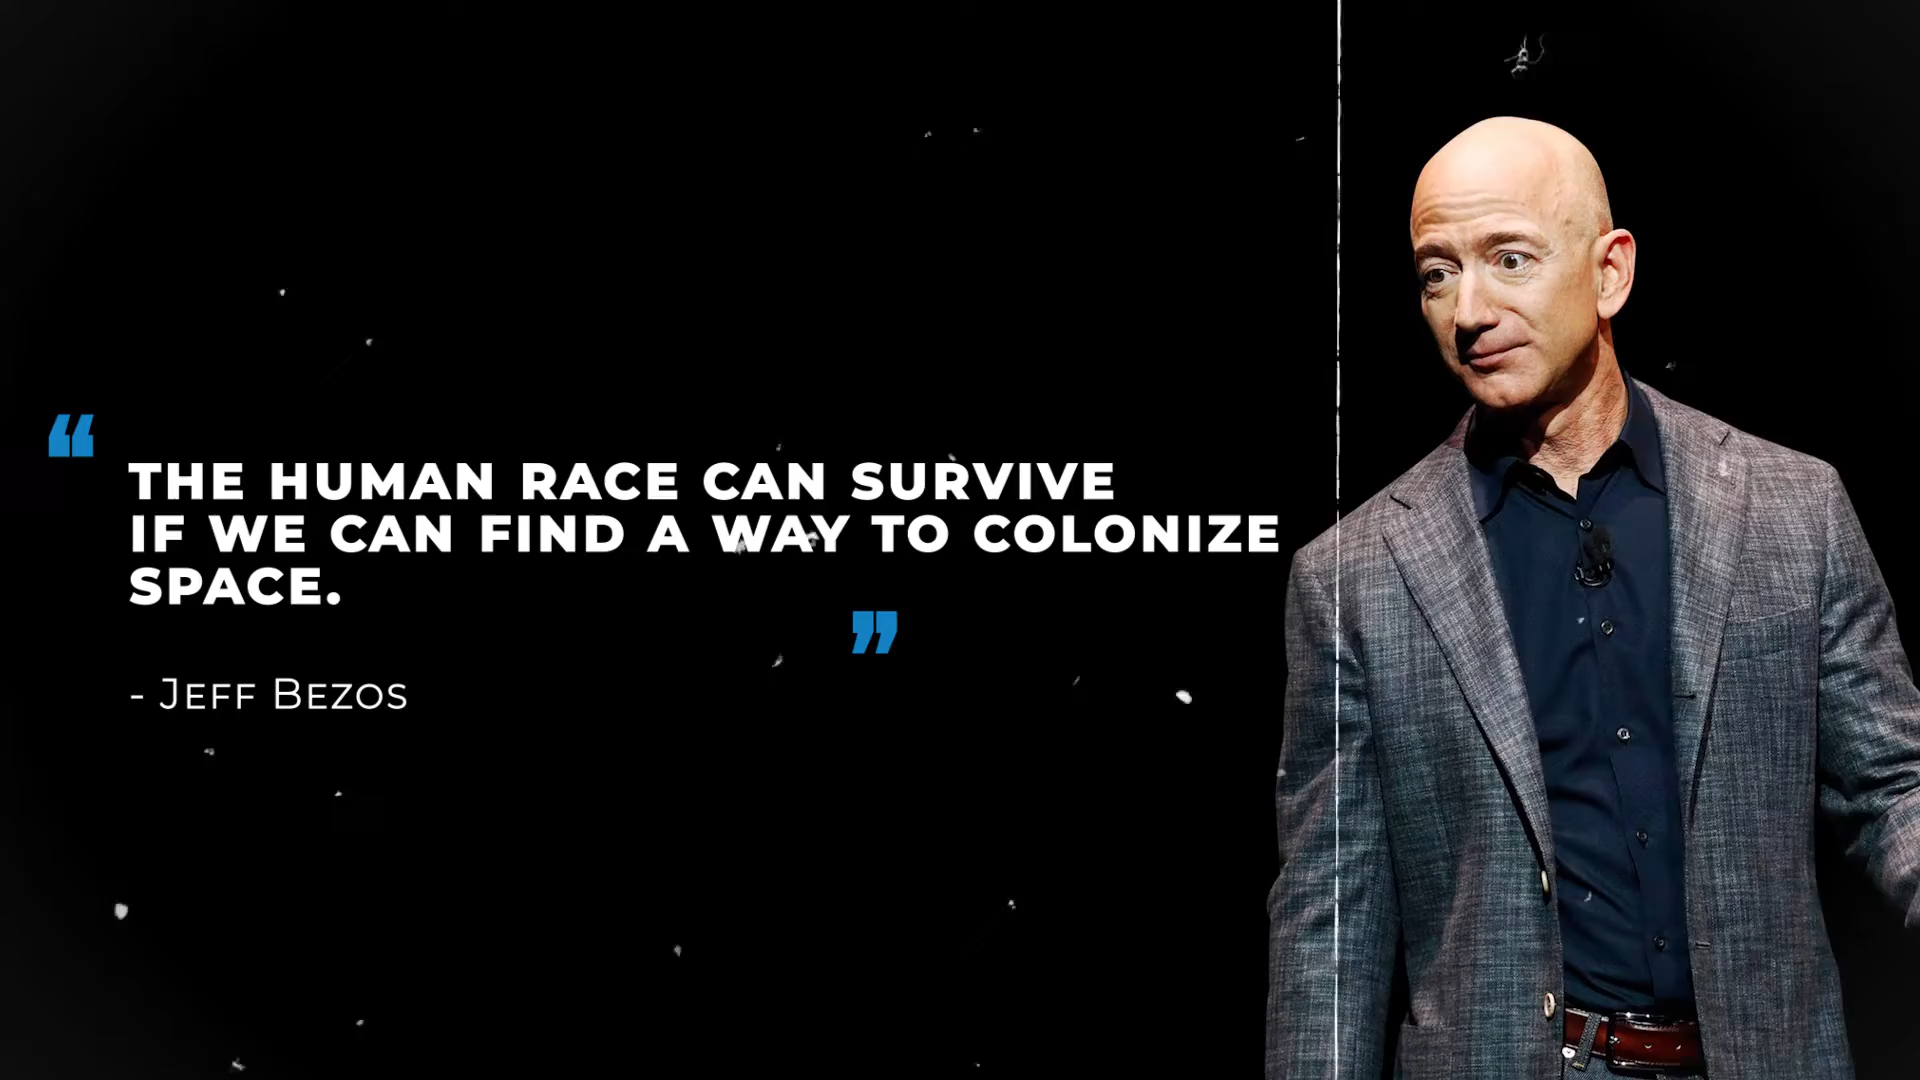 “THE HUMAN RACE CAN SURVIVE
IF WE CAN FIND A WAY TO COLONIZE
SPACE.”
- JEFF BEZOS